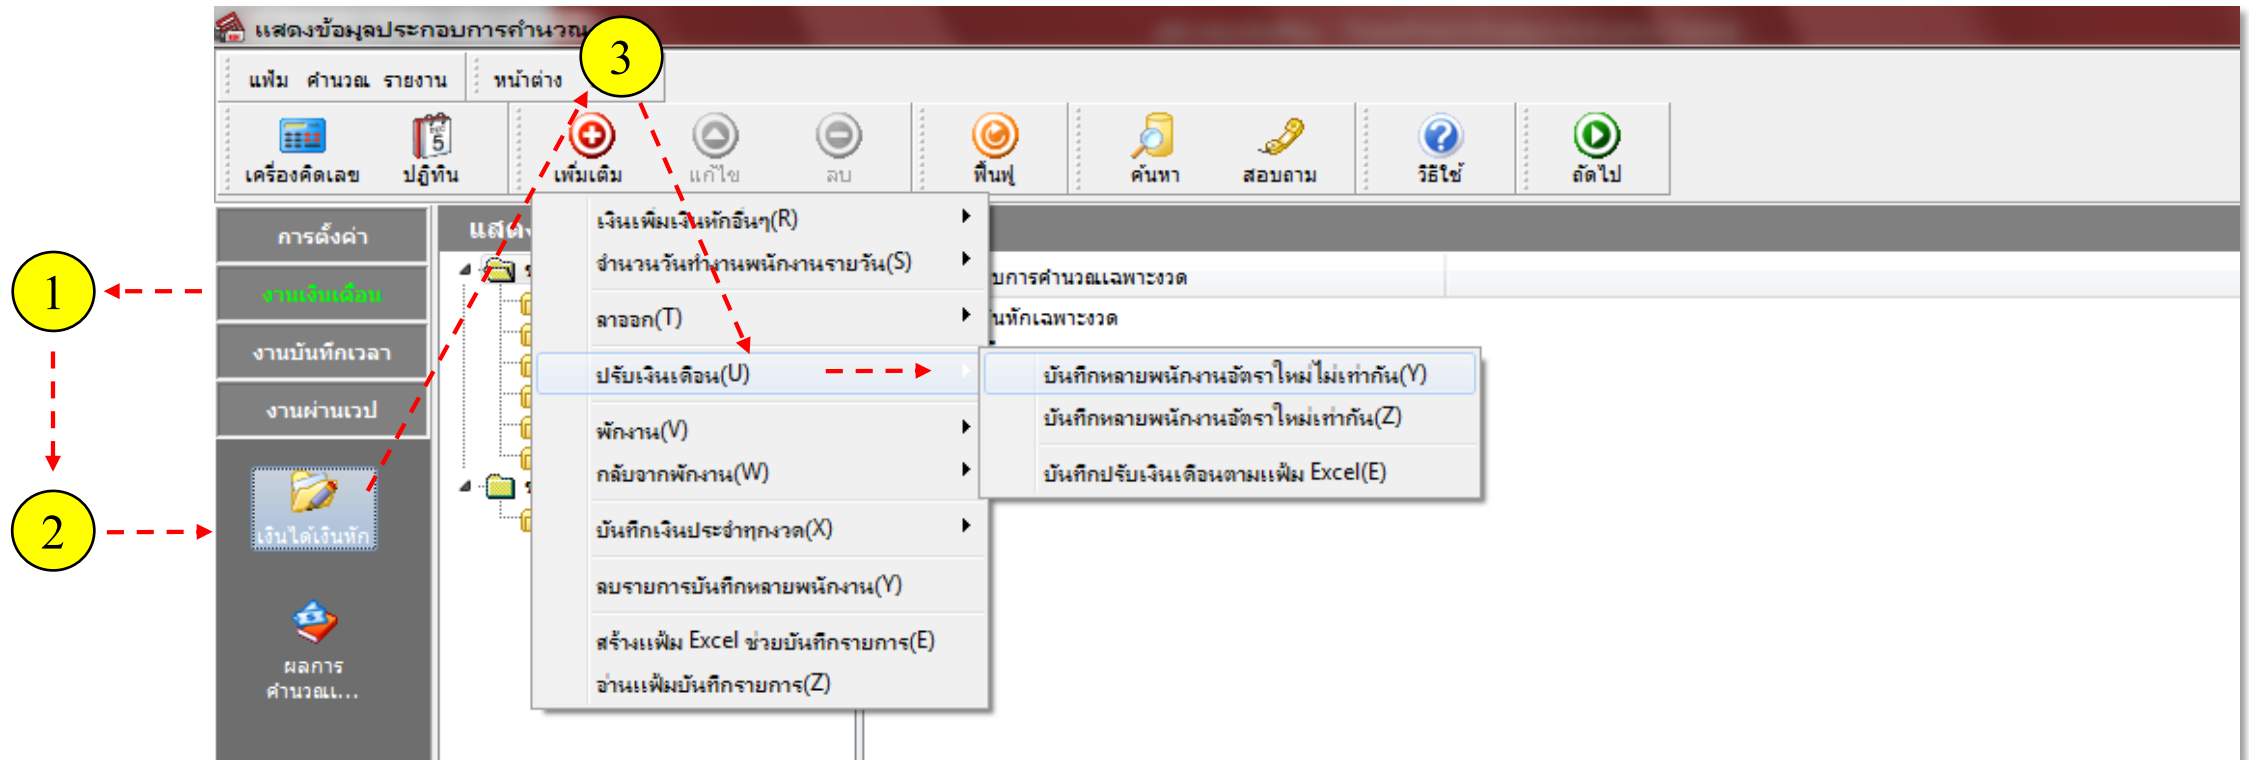 แสดงข้อมูลประกอบการคำนวณ
3
แฟ้ม คำนวณ รายงาน หน้าต่าง
เครื่องคิดเลข ปฏิทิน เพิ่มเติม แก้ไข ลบ ฟื้นฟู ค้นหา สอบถาม วิธีใช้ ถัดไป
การตั้งค่า
แสดง
เงินเพิ่มเงินหักอื่นๆ(R)
จำนวนวันทำงานพนักงานรายวัน(S)
บการคำนวณเฉพาะงวด
1
งานเงินเดือน
ลาออก(T)
นหักเฉพาะงวด
งานบันทึกเวลา
ปรับเงินเดือน(U)
บันทึกหลายพนักงานอัตราใหม่ไม่เท่ากัน(Y)
งานผ่านเวป
บันทึกหลายพนักงานอัตราใหม่เท่ากัน(Z)
พักงาน(V)
กลับจากพักงาน(W)
บันทึกปรับเงินเดือนตามแฟ้ม Excel(E)
2
เงินได้เงินหัก
บันทึกเงินประจำทุกงวด(X)
ลบรายการบันทึกหลายพนักงาน(Y)
สร้างแฟ้ม Excel ช่วยบันทึกรายการ(E)
ผลการ
คำนวณเ...
อ่านแฟ้มบันทึกรายการ(Z)